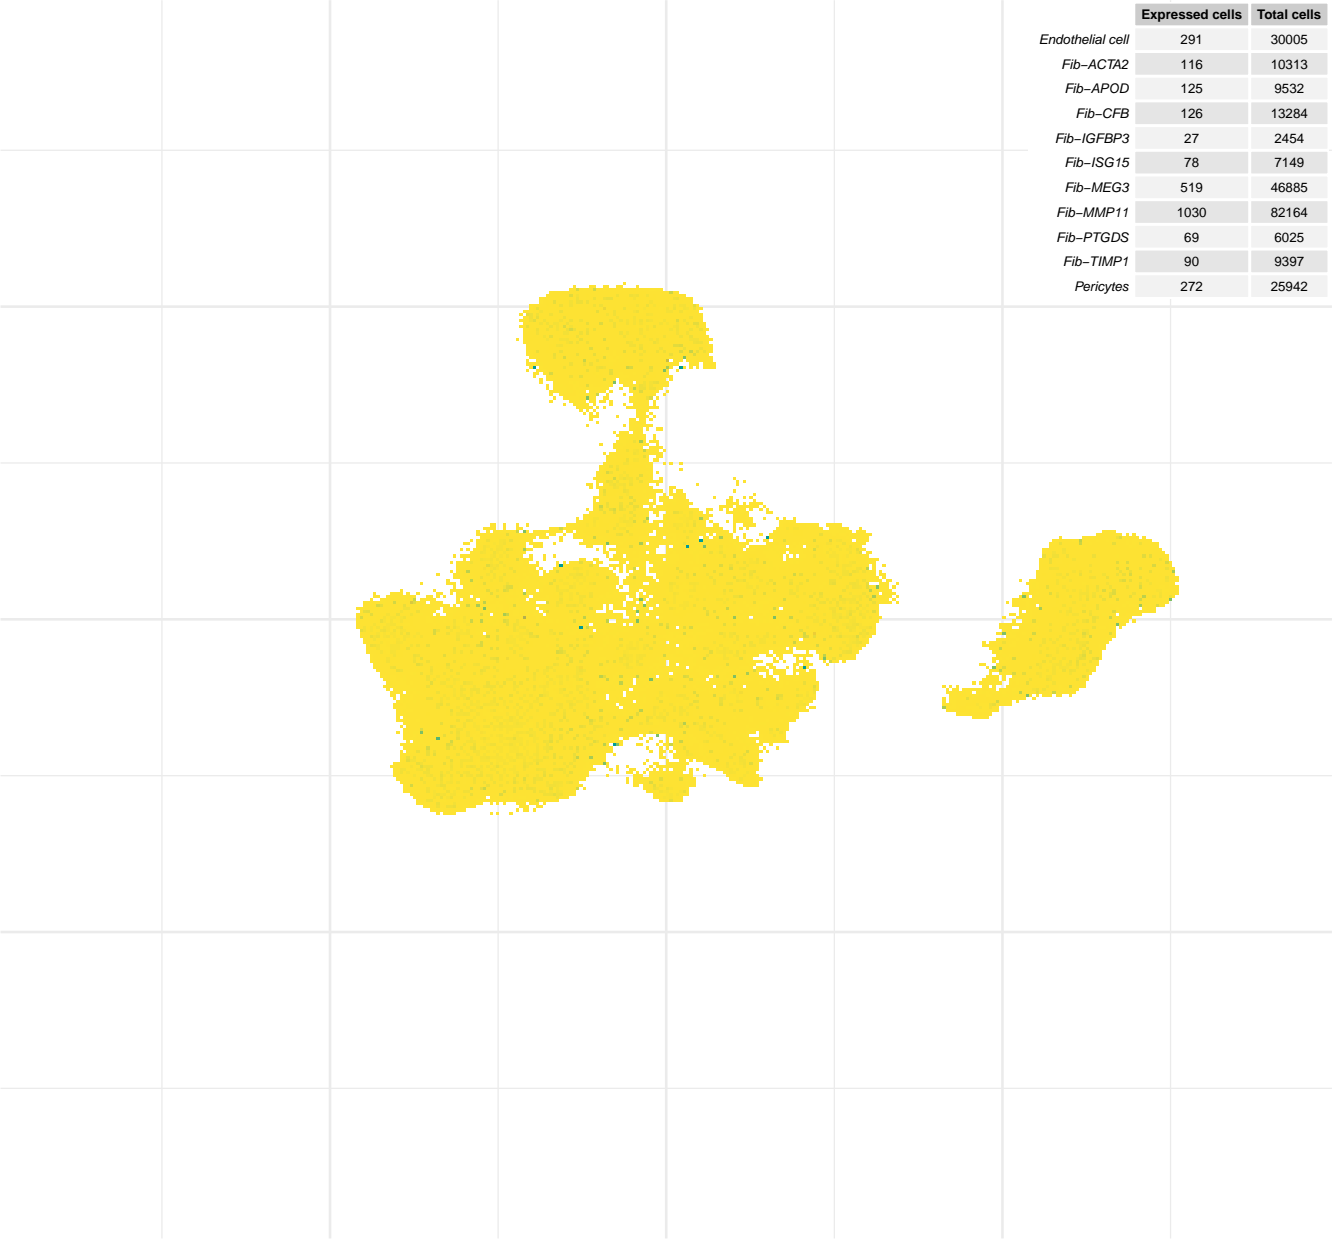 Expressed cells Total cells
Endothelial cell 291 30005
Fib−ACTA2 116 10313
Fib−APOD 125 9532
Fib−CFB 126 13284
Fib−IGFBP3 27 2454
Fib−ISG15 78 7149
Fib−MEG3 519 46885
Fib−MMP11 1030 82164
Fib−PTGDS 69 6025
Fib−TIMP1 90 9397
Pericytes 272 25942